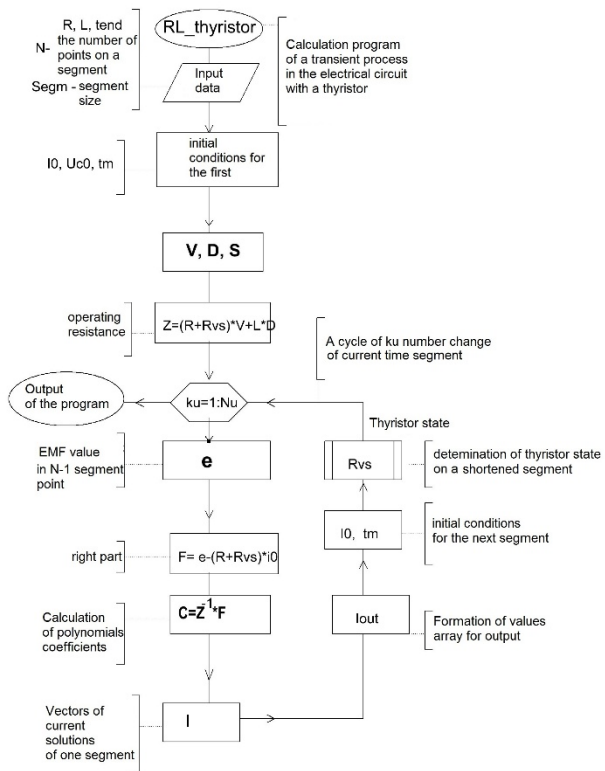 R, L, tend
the number of
N- points on a
segment
Segm - segment
size
RL_thyristor
Calculation program
of a transient process
in the electrical circuit
with a thyristor
Input
data
I0, Uc0, tm
initial
conditions for
the first
V, D, S
operating
resistance
Z=(R+Rvs)*V+L*D
A cycle of ku number change
of current time segment
Output
of the program
ku=1:Nu
Thyristor state
EMF value
in N-1 segment
point
e
Rvs
detemination of thyristor state
on a shortened segment
right part
F= e-(R+Rvs)*i0
I0, tm
initial conditions
for the next segment
Calculation
of polynomials
coefficients
C=Z^-1*F
Iout
Formation of values
array for output
Vectors of
current
solutions
of one segment
I